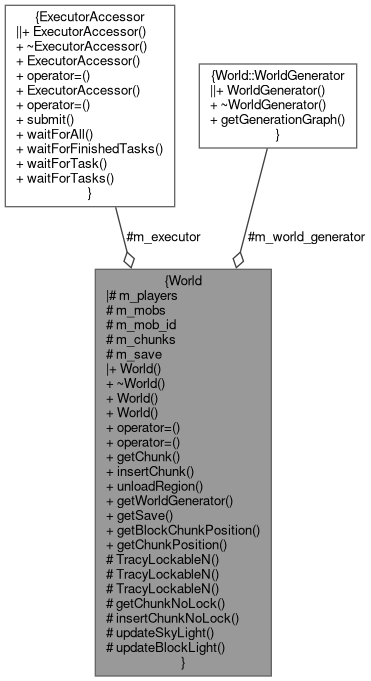 {ExecutorAccessor
||+ ExecutorAccessor()
+ ~ExecutorAccessor()
+ ExecutorAccessor()
+ operator=()
+ ExecutorAccessor()
+ operator=()
+ submit()
+ waitForAll()
+ waitForFinishedTasks()
+ waitForTask()
+ waitForTasks()
}
{World::WorldGenerator
||+ WorldGenerator()
+ ~WorldGenerator()
+ getGenerationGraph()
}
#m_executor
#m_world_generator
{World
|# m_players
# m_mobs
# m_mob_id
# m_chunks
# m_save
|+ World()
+ ~World()
+ World()
+ World()
+ operator=()
+ operator=()
+ getChunk()
+ insertChunk()
+ unloadRegion()
+ getWorldGenerator()
+ getSave()
+ getBlockChunkPosition()
+ getChunkPosition()
# TracyLockableN()
# TracyLockableN()
# TracyLockableN()
# getChunkNoLock()
# insertChunkNoLock()
# updateSkyLight()
# updateBlockLight()
}